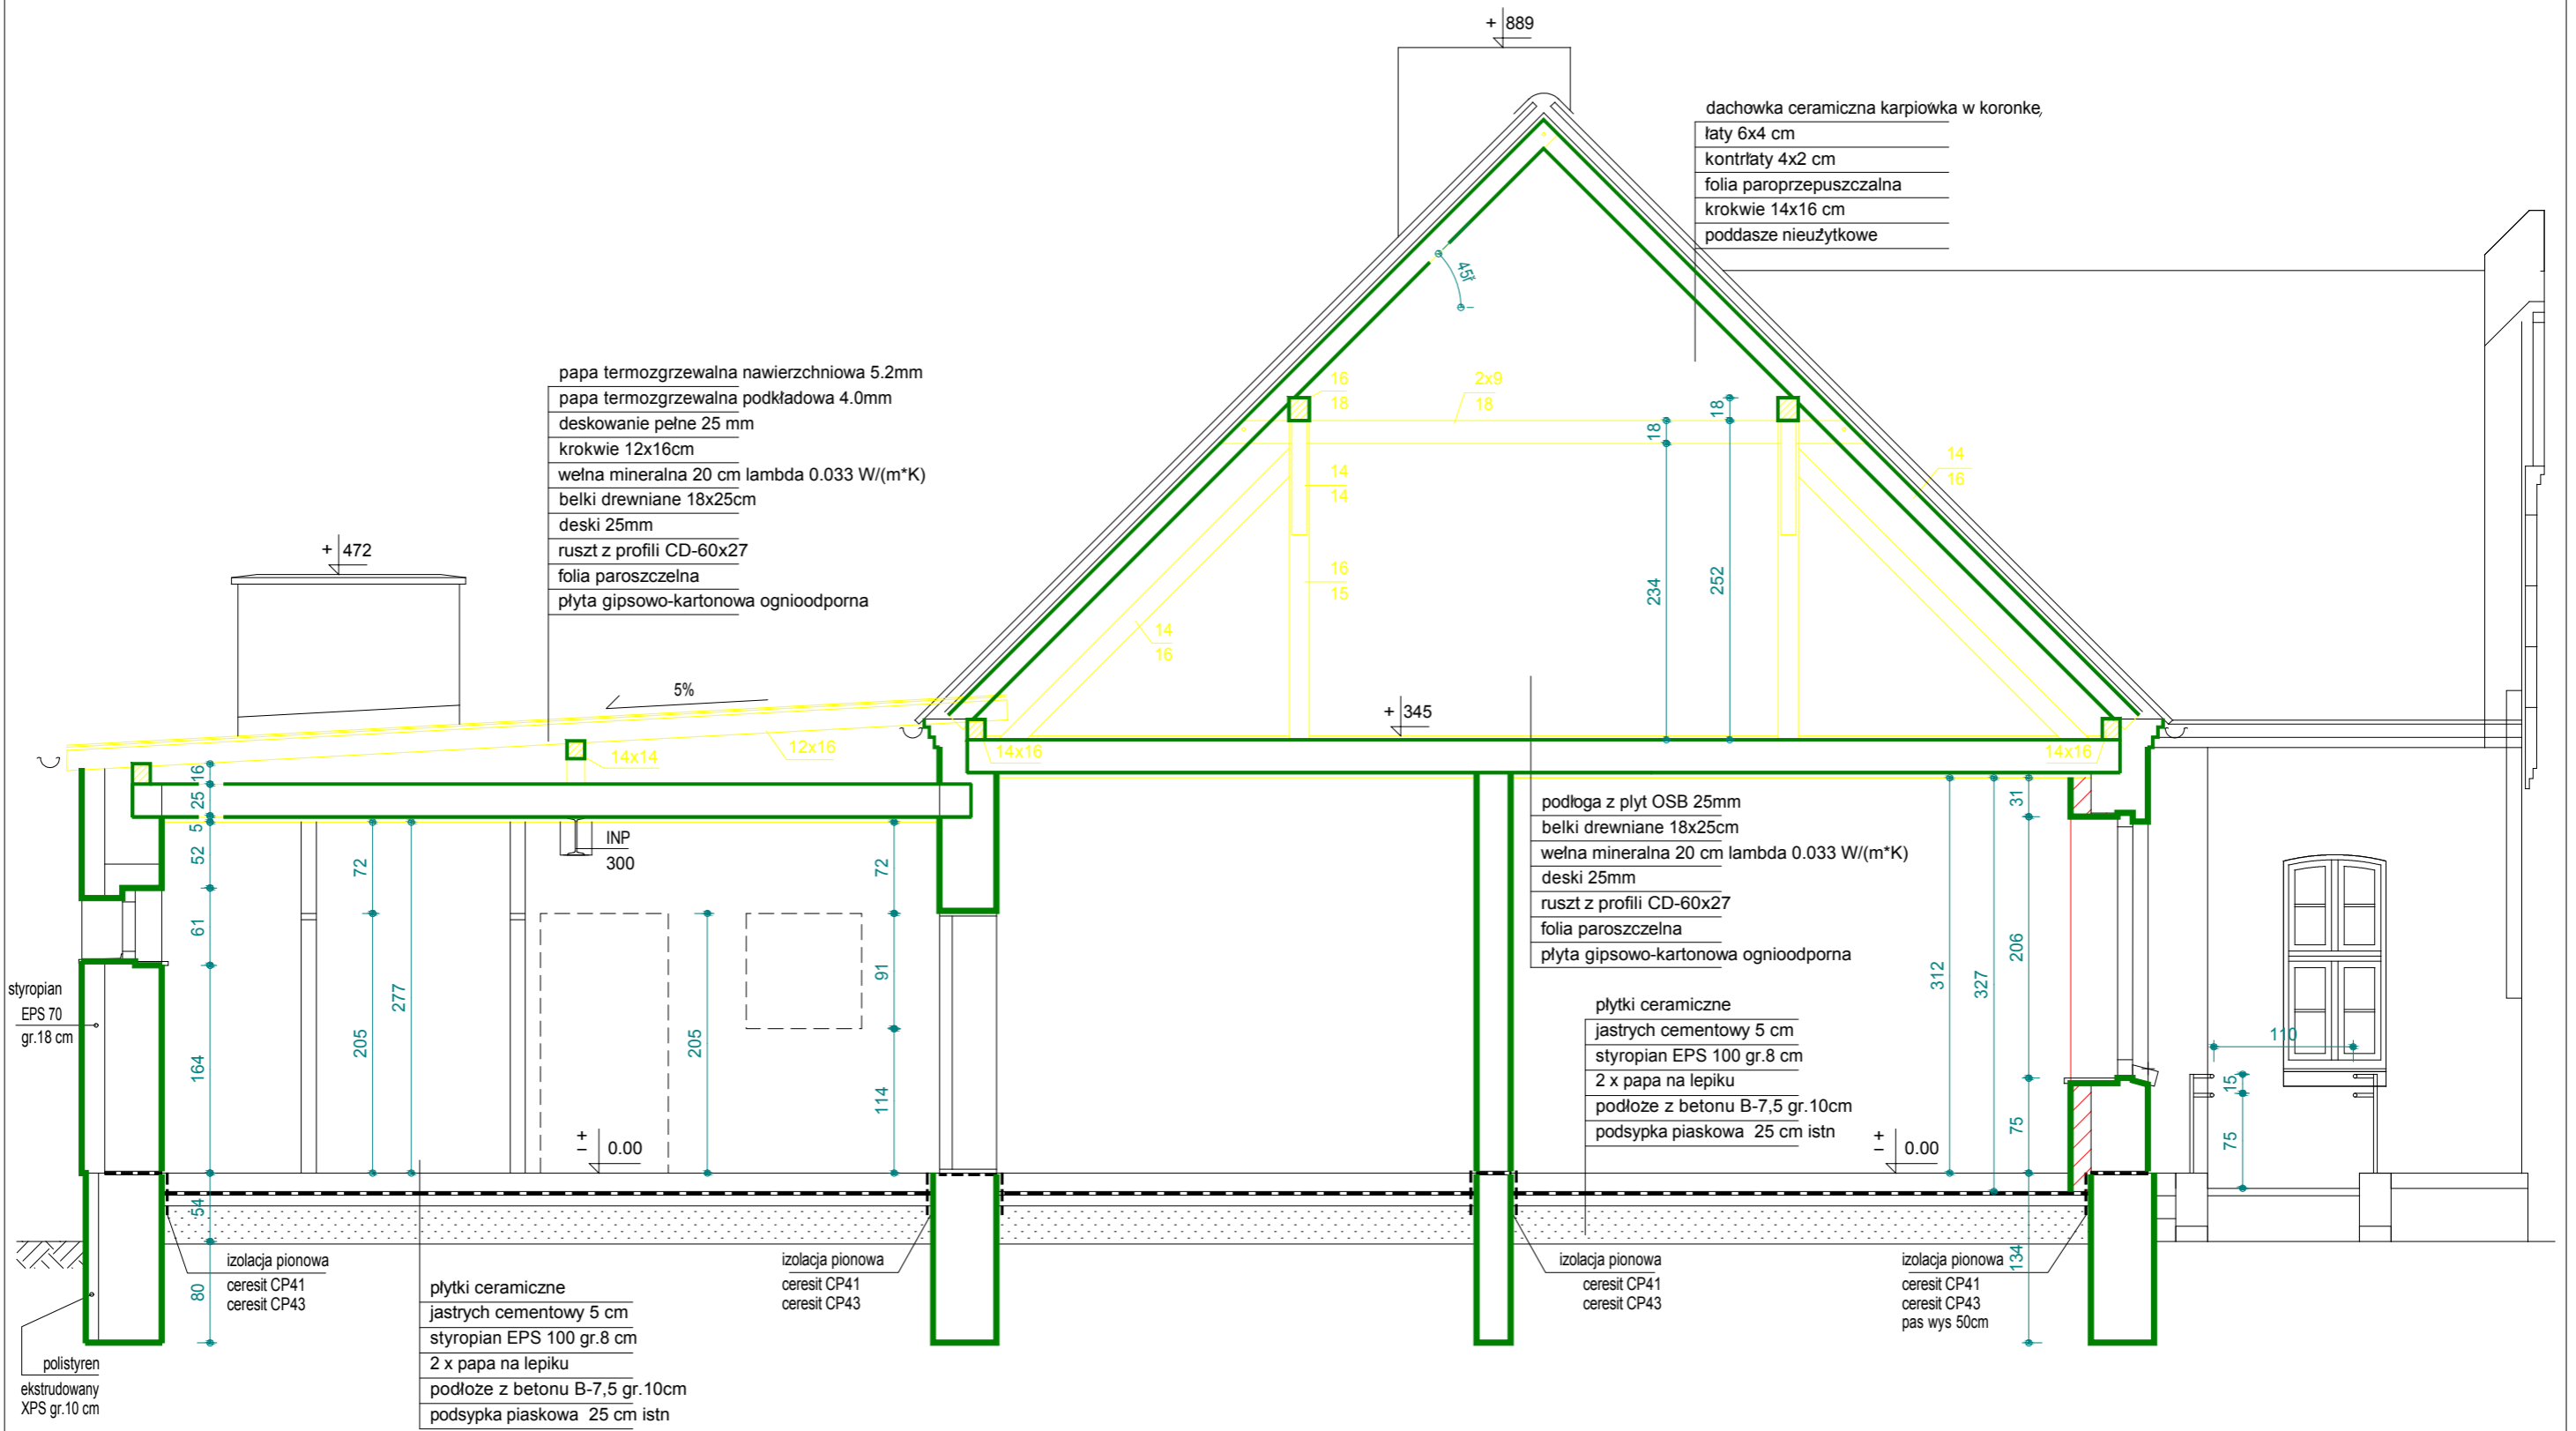 + 889
dachówka ceramiczna karpiówka w koronkę,
łaty 6x4 cm
kontrłaty 4x2 cm
folia paroprzepuszczalna
krokwie 14x16 cm
poddasze nieużytkowe
papa termozgrzewalna nawierzchniowa 5.2mm
papa termozgrzewalna podkładowa 4.0mm
deskowanie pełne 25 mm
krokwie 12x16cm
wełna mineralna 20 cm lambda 0.033 W/(m*K)
belki drewniane 18x25cm
deski 25mm
ruszt z profili CD-60x27
folia paroszczelna
płyta gipsowo-kartonowa ognioodporna
+ 472
16
18
2x9
18
18
18
14
14
14
16
16
15
14
16
234
252
5%
+ 345
14x14
12x16
14x16
14x16
16
25
5
52
61
164
54
80
72
205
277
INP
300
205
72
91
114
podłoga z plyt OSB 25mm
belki drewniane 18x25cm
wełna mineralna 20 cm lambda 0.033 W/(m*K)
deski 25mm
ruszt z profili CD-60x27
folia paroszczelna
płyta gipsowo-kartonowa ognioodporna
312
327
31
206
75
134
110
15
75
styropian
EPS 70
gr.18 cm
płytki ceramiczne
jastrych cementowy 5 cm
styropian EPS 100 gr.8 cm
2 x papa na lepiku
podłoże z betonu B-7,5 gr.10cm
podsypka piaskowa 25 cm istn
+
− 0.00
+
− 0.00
izolacja pionowa
ceresit CP41
ceresit CP43
izolacja pionowa
ceresit CP41
ceresit CP43
izolacja pionowa
ceresit CP41
ceresit CP43
izolacja pionowa
ceresit CP41
ceresit CP43
pas wys 50cm
płytki ceramiczne
jastrych cementowy 5 cm
styropian EPS 100 gr.8 cm
2 x papa na lepiku
podłoże z betonu B-7,5 gr.10cm
podsypka piaskowa 25 cm istn
polistyren
ekstrudowany
XPS gr.10 cm